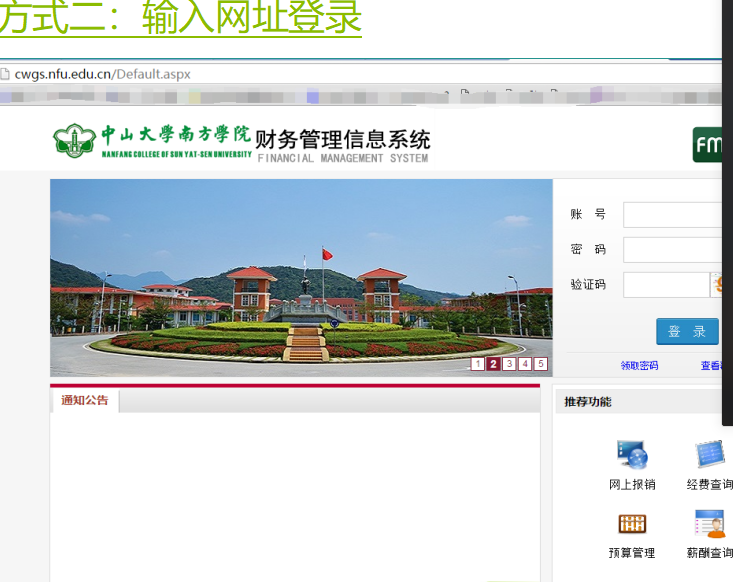 方式二：输入网址登录
cwgs.nfu.edu.cn/Default.aspx
中山大學南方學院 财务管理信息系统
NANFANG COLLEGE OF SUN YAT-SEN UNIVERSITY FINANCIAL MANAGEMENT SYSTEM
账 号
密 码
验证码
登 录
领取密码 查看
1 2 3 4 5
通知公告
推荐功能
网上报销 经费查询
预算管理 薪酬查询